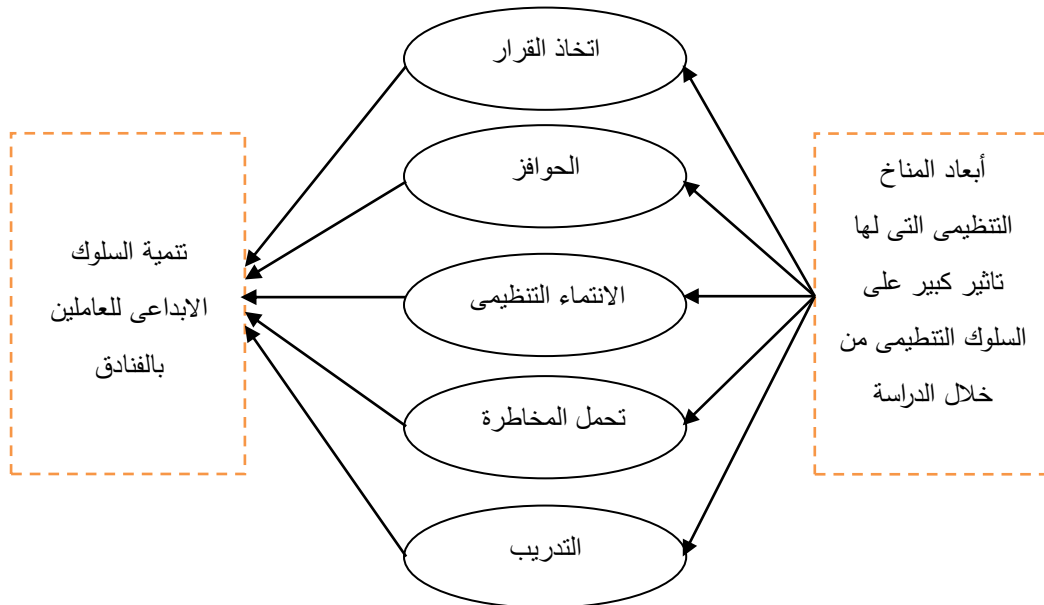 أبعاد المناخ
التنظيمى التى لها
تاثير كبير على
السلوك التنطيمى من
خلال الدراسة
اتخاذ القرار
الحوافز
الانتماء التنظيمى
تحمل المخاطرة
التدريب
تنمية السلوك
الابداعى للعاملين
بالفنادق